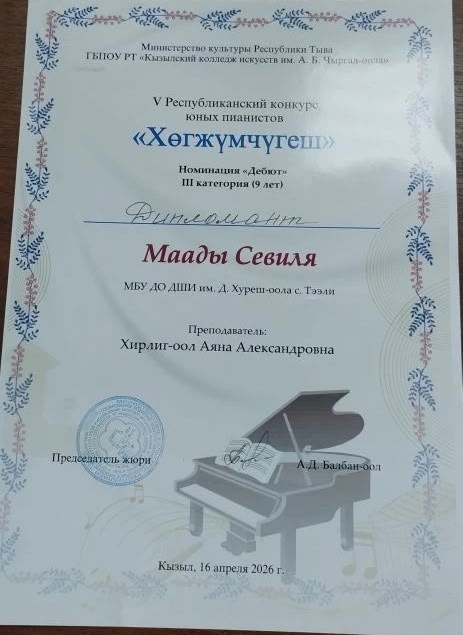 Министерство культуры Республики Тыва
ГБПОУ РТ «Кызылский колледж искусств им. А. Б. Чыргал-оола»
V Республиканский конкурс
юных пианистов
«Хөгжүмчүгеш»
Номинация «Дебют»
III категория (9 лет)
Дипломант
Маады Севиля
МБУ ДО ДШИ им. Д. Хуреш-оола с. Тээли
Преподаватель:
Хирлиг-оол Аяна Александровна
Председатель жюри А.Д. Балбан-оол
Кызыл, 16 апреля 2026 г.